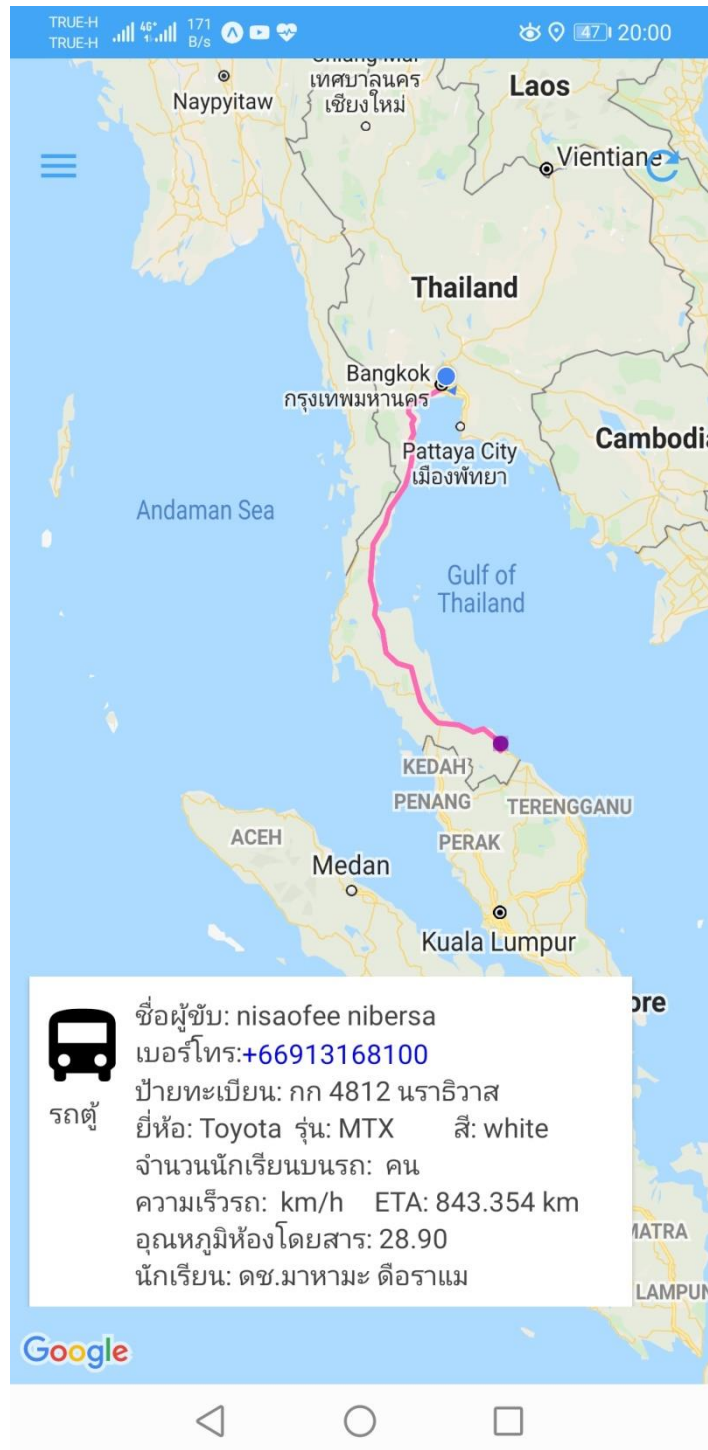 TRUE-H
TRUE-H
46+
171
B/s
47
20:00
Chiang Mai
เทศบาลนคร
เชียงใหม่
Naypyitaw
Laos
Vientiane
Thailand
Bangkok
กรุงเทพมหานคร
Pattaya City
เมืองพัทยา
Cambodi
Andaman Sea
Gulf of
Thailand
KEDAH
PENANG
TERENGGANU
ACEH
PERAK
Medan
Kuala Lumpur
ore
ชื่อผู้ขับ: nisaofee nibersa
เบอร์โทร:+66913168100
ป้ายทะเบียน: กก 4812 นราธิวาส
รถตู้
ยี่ห้อ: Toyota รุ่น: MTX สี: white
จำนวนนักเรียนบนรถ: คน
ความเร็วรถ: km/h ETA: 843.354 km
อุณหภูมิห้องโดยสาร: 28.90
นักเรียน: ดช.มาหามะ ดือราแม
MATRA
LAMPUN
Google